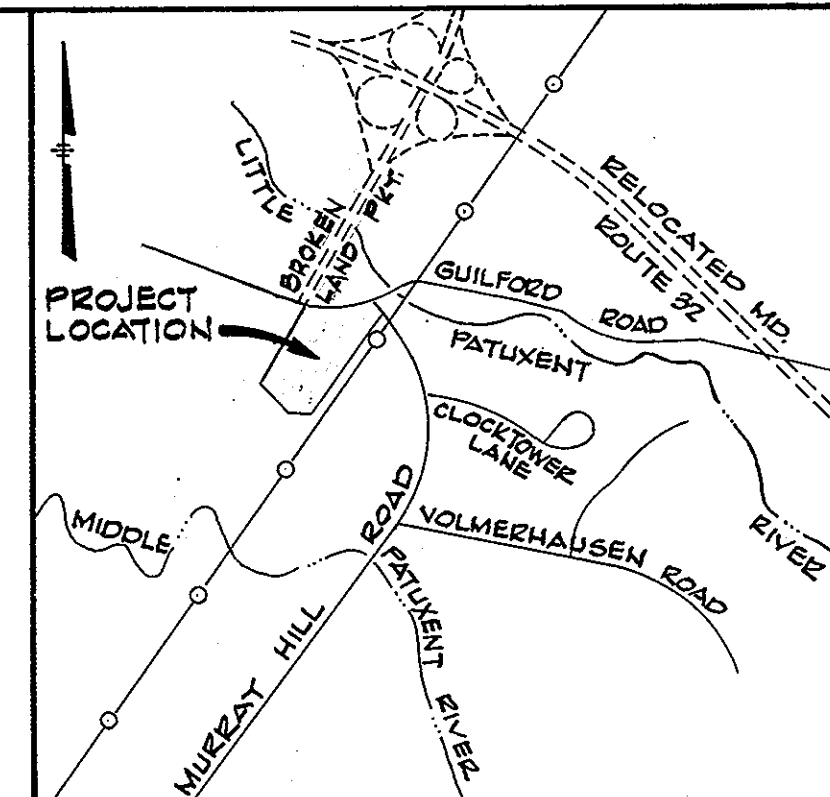 LITTLE
BROKEN
LAND PKY.
RELOCATED MD.
ROUTE 32
PROJECT
LOCATION
GUILFORD
ROAD
PATUXENT
CLOCKTOWER
LANE
MIDDLE
ROAD
VOLMERHAUSEN ROAD
RIVER
PATUXENT
RIVER
MURRAY HILL